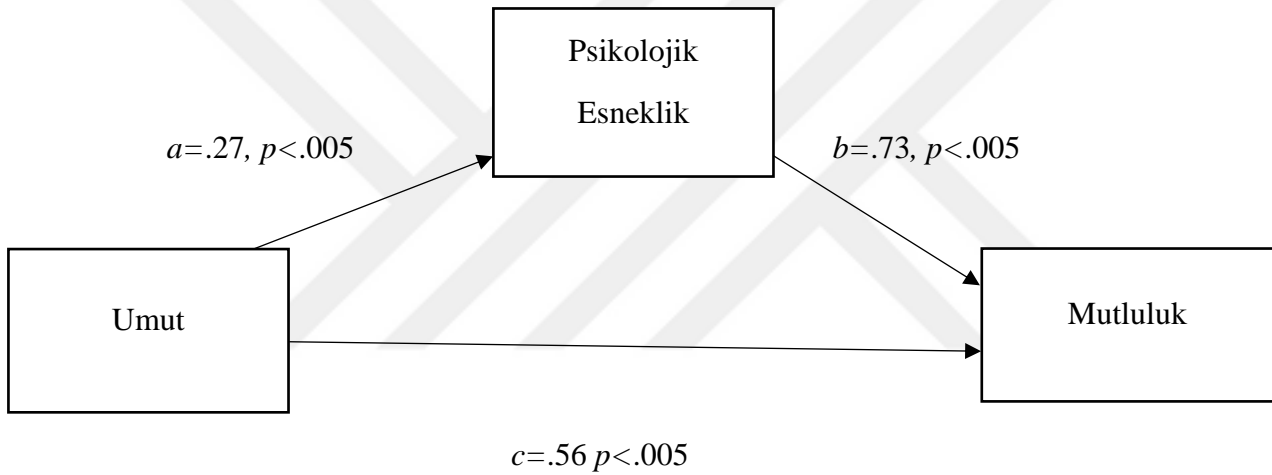 Psikolojik
Esneklik
a=.27, p<.005
b=.73, p<.005
Umut
Mutluluk
c=.56 p<.005